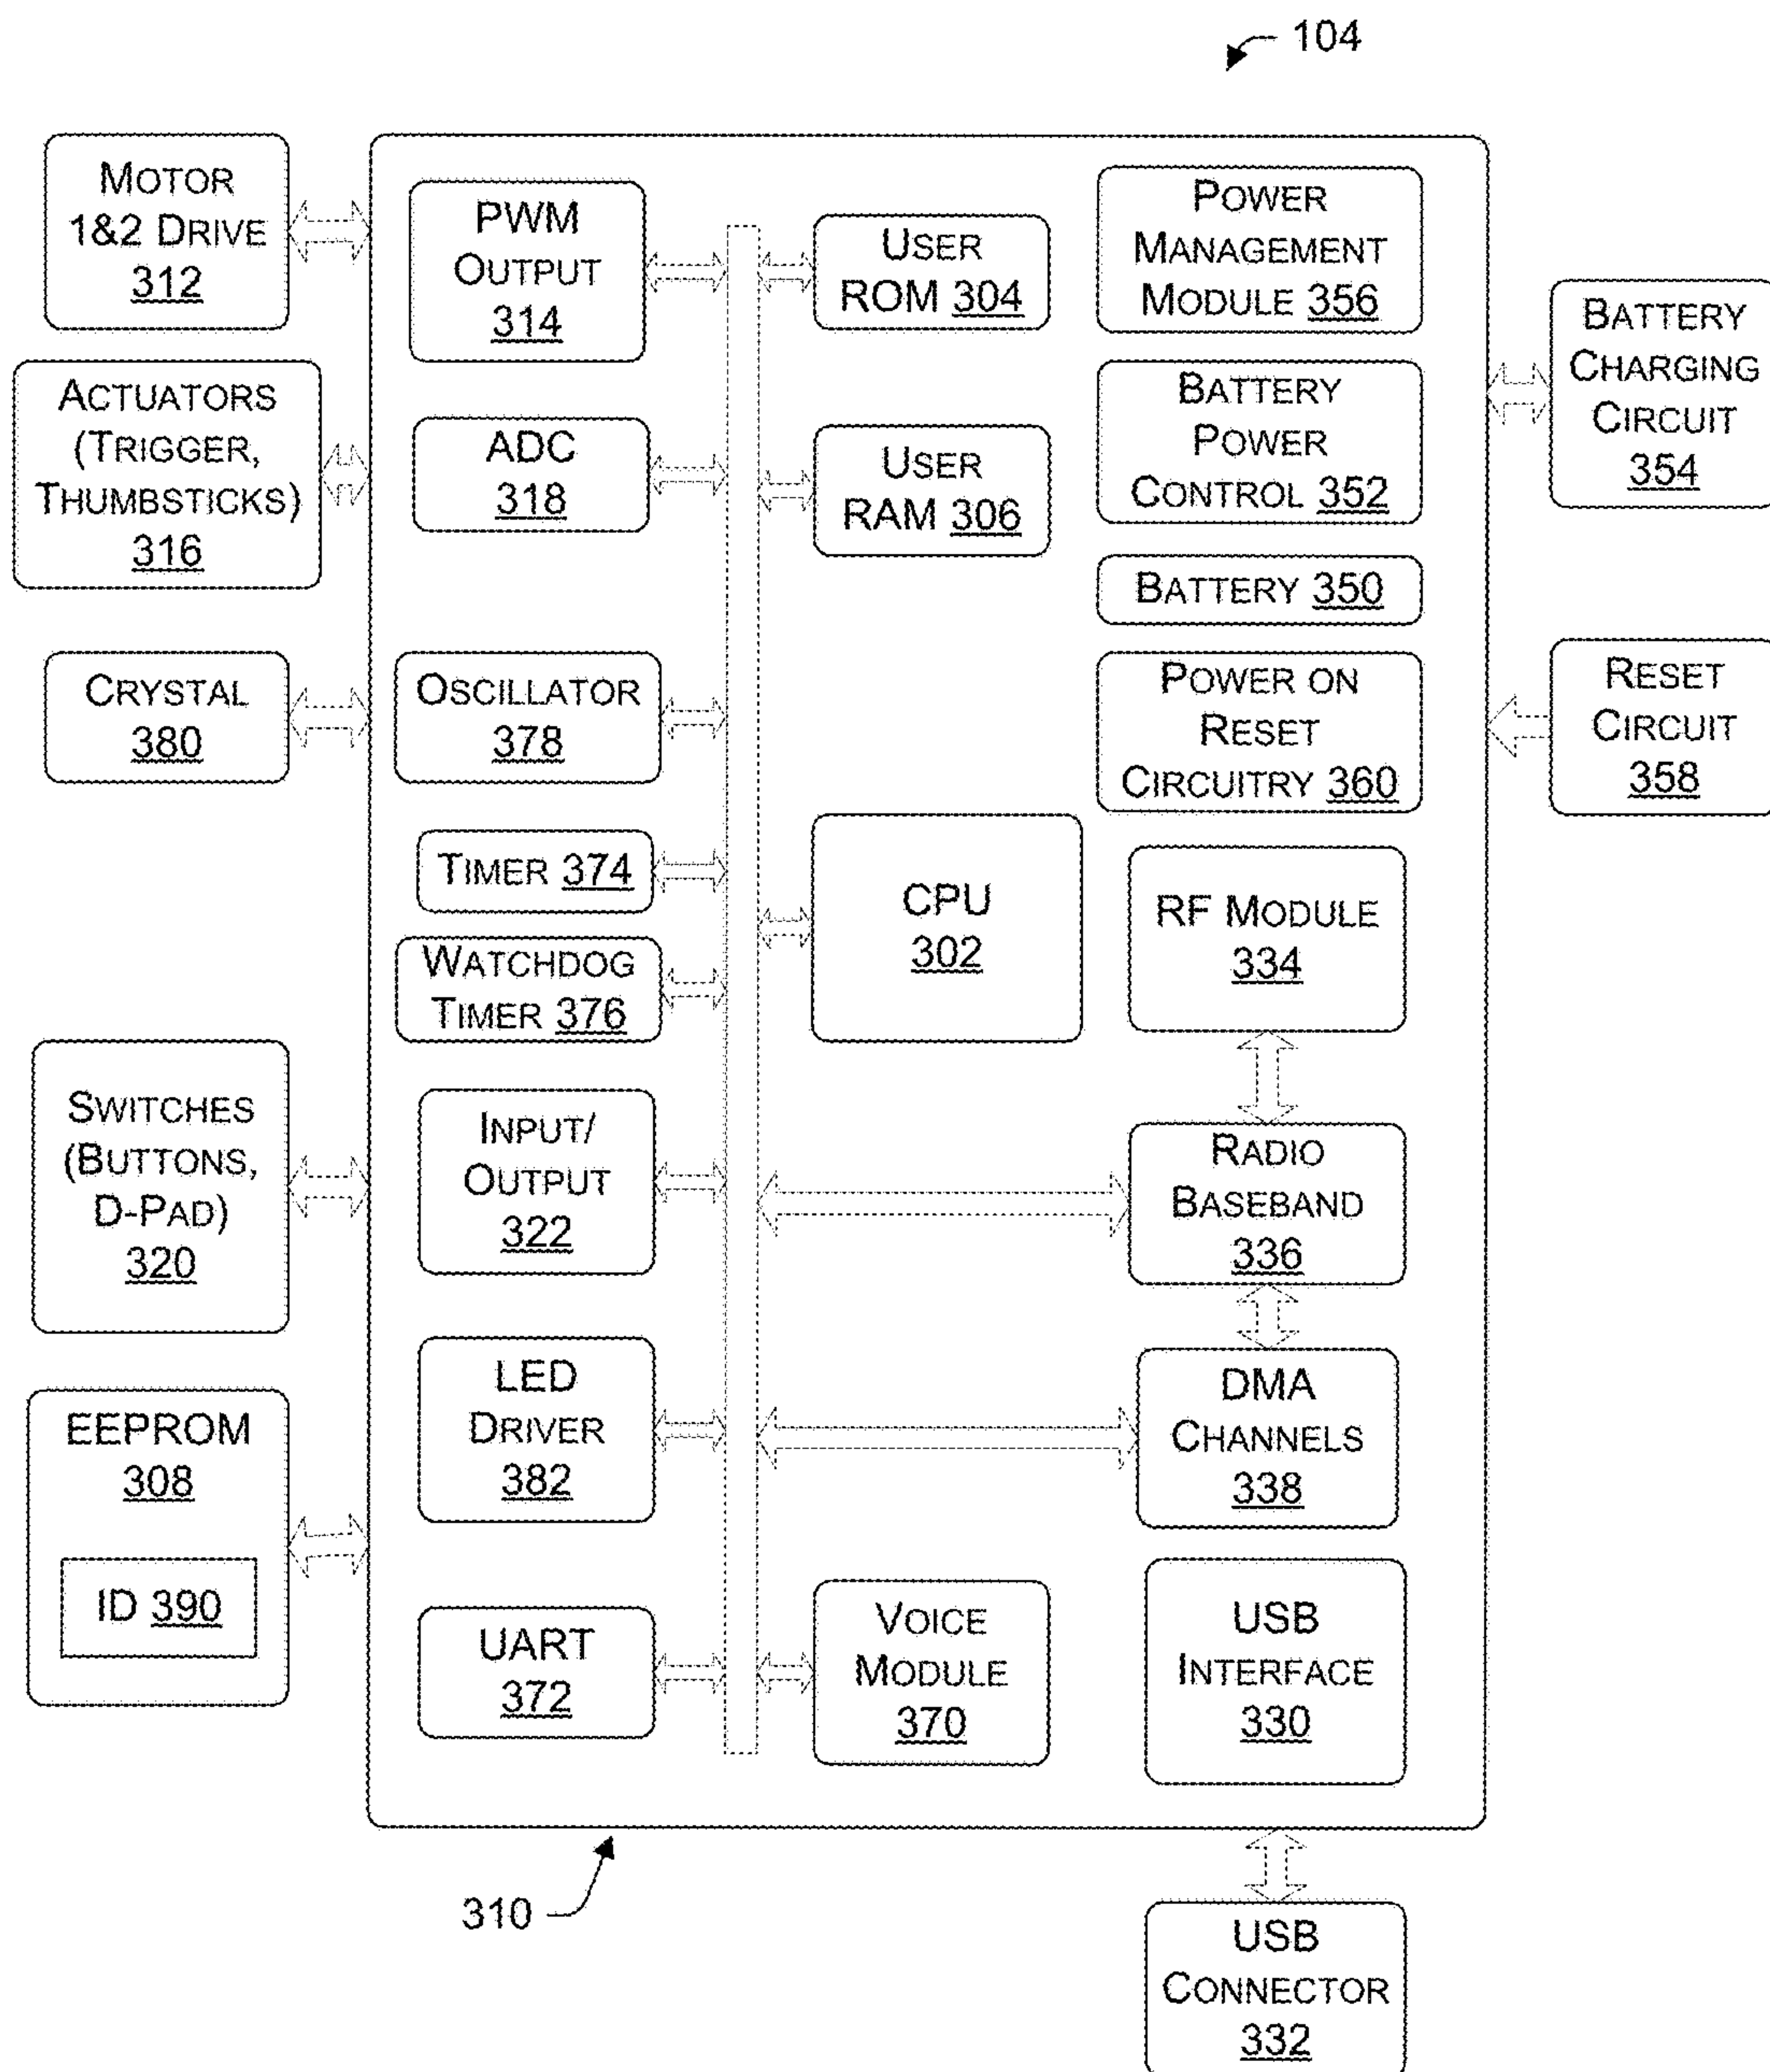 104
MOTOR
1&2 DRIVE
312
ACTUATORS
(TRIGGER,
THUMBSTICKS)
316
CRYSTAL
380
SWITCHES
(BUTTONS,
D-PAD)
320
EEPROM
308
ID 390
PWM
OUTPUT
314
ADC
318
OSCILLATOR
378
TIMER 374
WATCHDOG
TIMER 376
INPUT/
OUTPUT
322
LED
DRIVER
382
UART
372
USER
ROM 304
USER
RAM 306
CPU
302
VOICE
MODULE
370
POWER
MANAGEMENT
MODULE 356
BATTERY
POWER
CONTROL 352
BATTERY 350
POWER ON
RESET
CIRCUITRY 360
RF MODULE
334
RADIO
BASEBAND
336
DMA
CHANNELS
338
USB
INTERFACE
330
BATTERY
CHARGING
CIRCUIT
354
RESET
CIRCUIT
358
310
USB
CONNECTOR
332